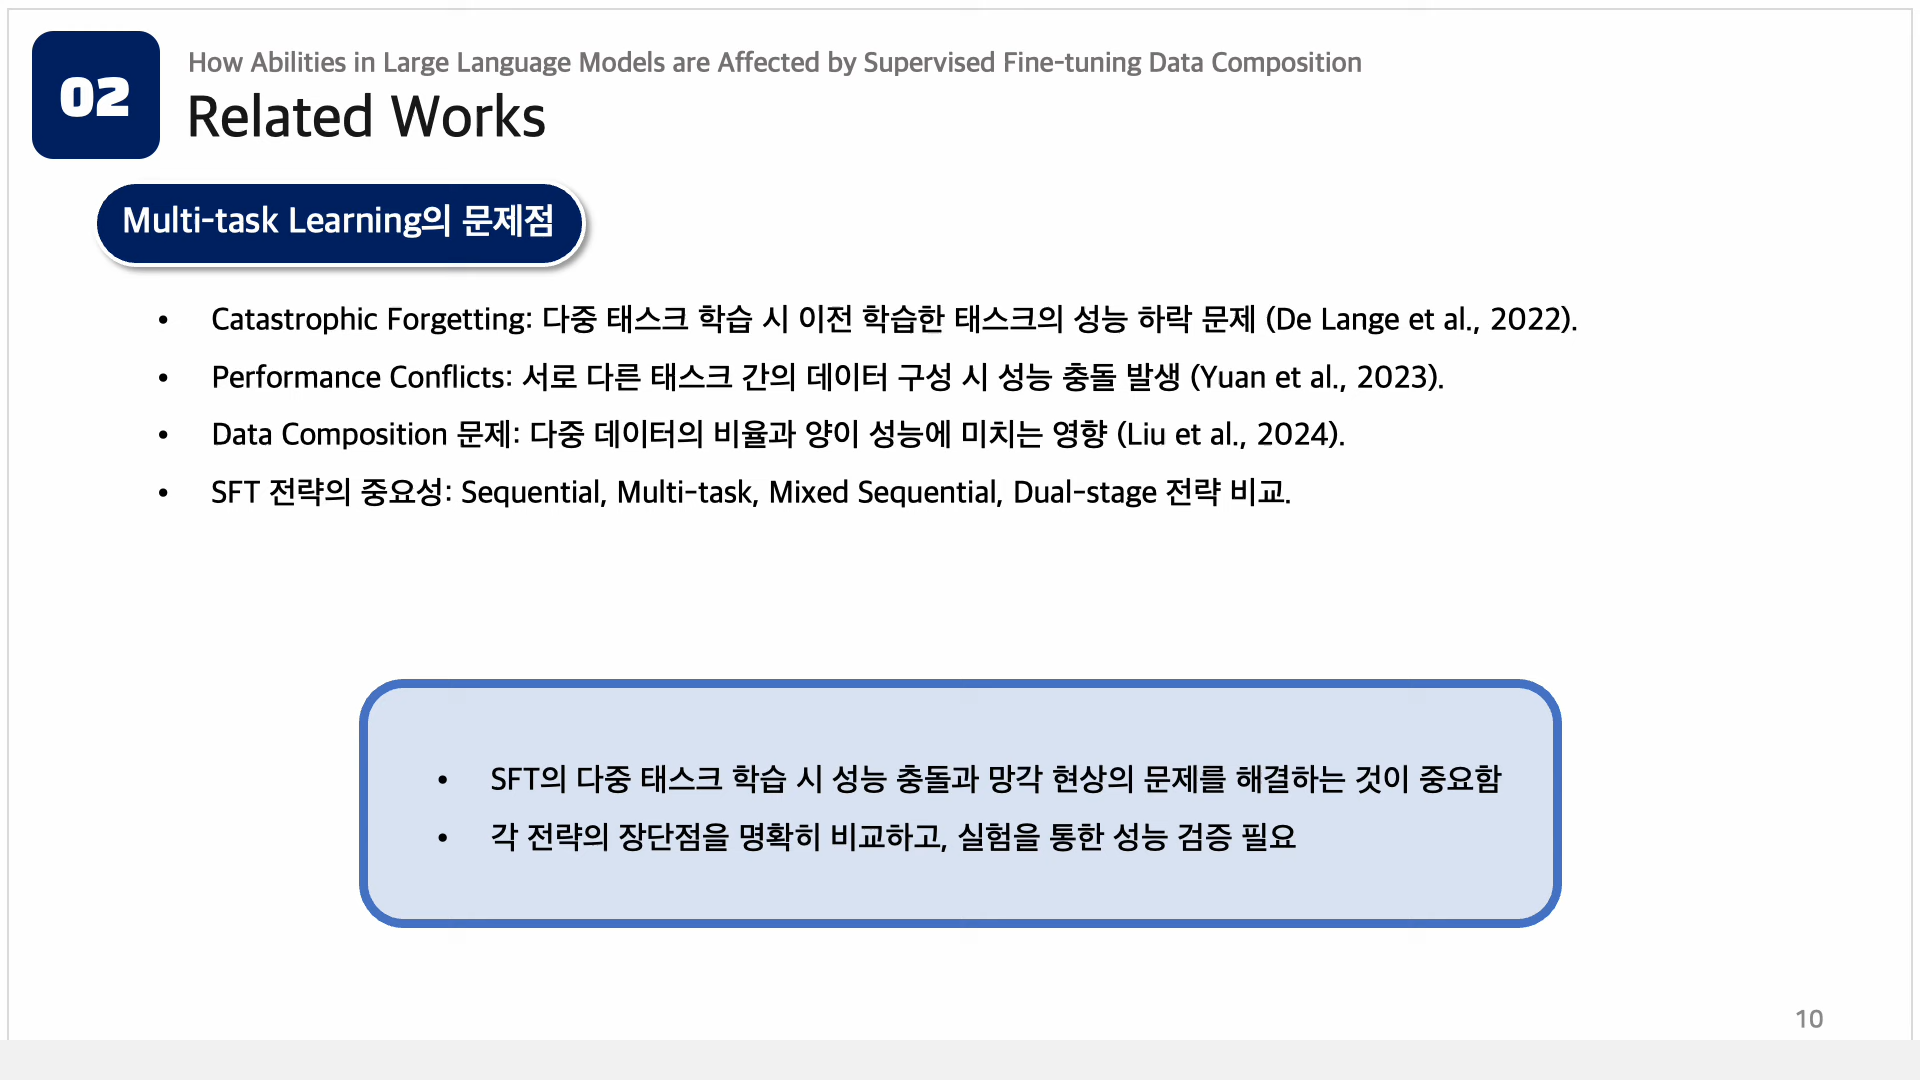 02
How Abilities in Large Language Models are Affected by Supervised Fine-tuning Data Composition
Related Works
Multi-task Learning의 문제점
• Catastrophic Forgetting: 다중 태스크 학습 시 이전 학습한 태스크의 성능 하락 문제 (De Lange et al., 2022).
• Performance Conflicts: 서로 다른 태스크 간의 데이터 구성 시 성능 충돌 발생 (Yuan et al., 2023).
• Data Composition 문제: 다중 데이터의 비율과 양이 성능에 미치는 영향 (Liu et al., 2024).
• SFT 전략의 중요성: Sequential, Multi-task, Mixed Sequential, Dual-stage 전략 비교.
• SFT의 다중 태스크 학습 시 성능 충돌과 망각 현상의 문제를 해결하는 것이 중요함
• 각 전략의 장단점을 명확히 비교하고, 실험을 통한 성능 검증 필요
10